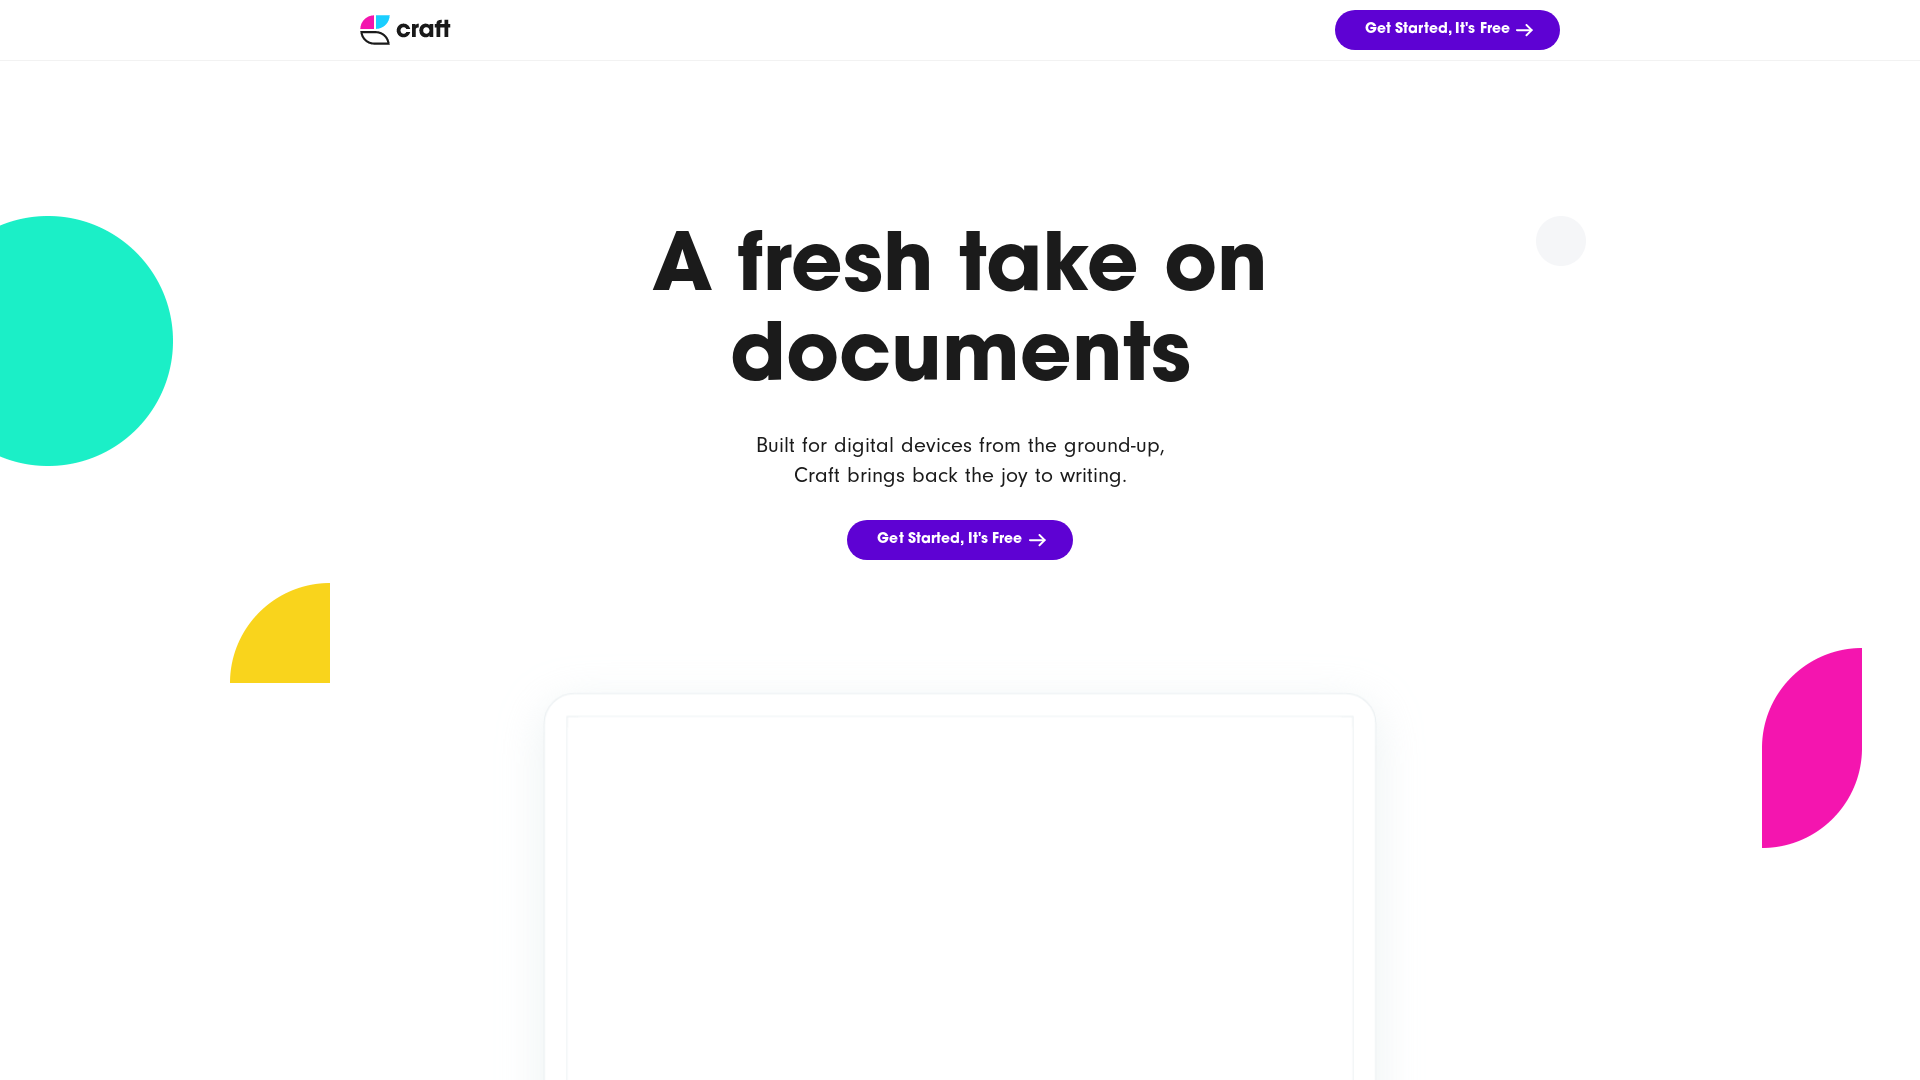 craft
Get Started, It's Free
A fresh take on
documents
Built for digital devices from the ground-up,
Craft brings back the joy to writing.
Get Started, It's Free